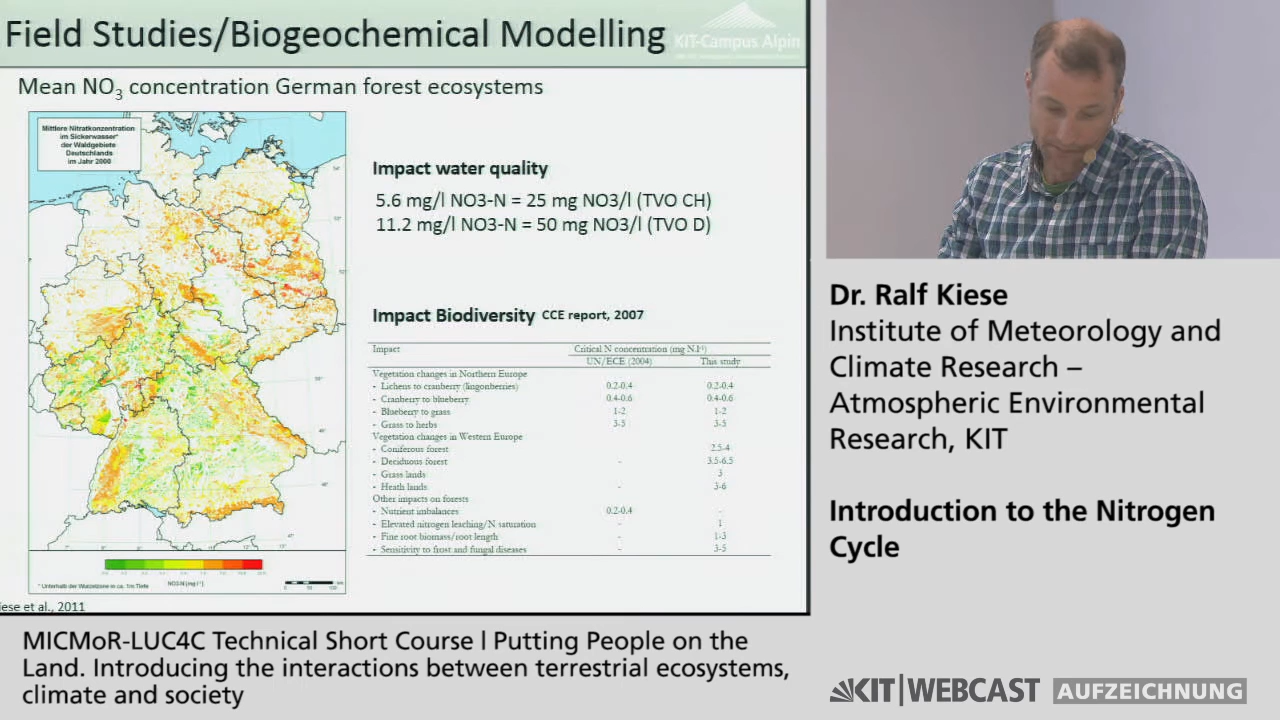 Field Studies/Biogeochemical Modelling
KIT-Campus Alpin
Mean NO3 concentration German forest ecosystems
Mittlere Nitratkonzentration
im Sickerwasser*
der Waldgebiete
Deutschlands
im Jahr 2000
Impact water quality
5.6 mg/l NO3-N = 25 mg NO3/l (TVO CH)
11.2 mg/l NO3-N = 50 mg NO3/l (TVO D)
Impact Biodiversity CCE report, 2007
Impact Critical N concentration (mg N.l-1)
UN/ECE (2004) This study
Vegetation changes in Northern Europe
- Lichens to cranberry (lingonberries) 0.2-0.4 0.2-0.4
- Cranberry to blueberry 0.4-0.6 0.4-0.6
- Blueberry to grass 1-2 1-2
- Grass to herbs 3-5 3-5
Vegetation changes in Western Europe
- Coniferous forest 2.5-4
- Deciduous forest - 3.5-6.5
- Grass lands 3
- Heath lands - 3-6
Other impacts on forests
- Nutrient imbalances 0.2-0.4 -
- Elevated nitrogen leaching/N saturation - 1
- Fine root biomass/root length - 1-3
- Sensitivity to frost and fungal diseases - 3-5
NO3-N [mg l-1]
* Unterhalb der Wurzelzone in ca. 1m Tiefe
iese et al., 2011
Dr. Ralf Kiese
Institute of Meteorology and
Climate Research –
Atmospheric Environmental
Research, KIT
Introduction to the Nitrogen
Cycle
MICMoR-LUC4C Technical Short Course | Putting People on the
Land. Introducing the interactions between terrestrial ecosystems,
climate and society
KIT|WEBCAST AUFZEICHNUNG